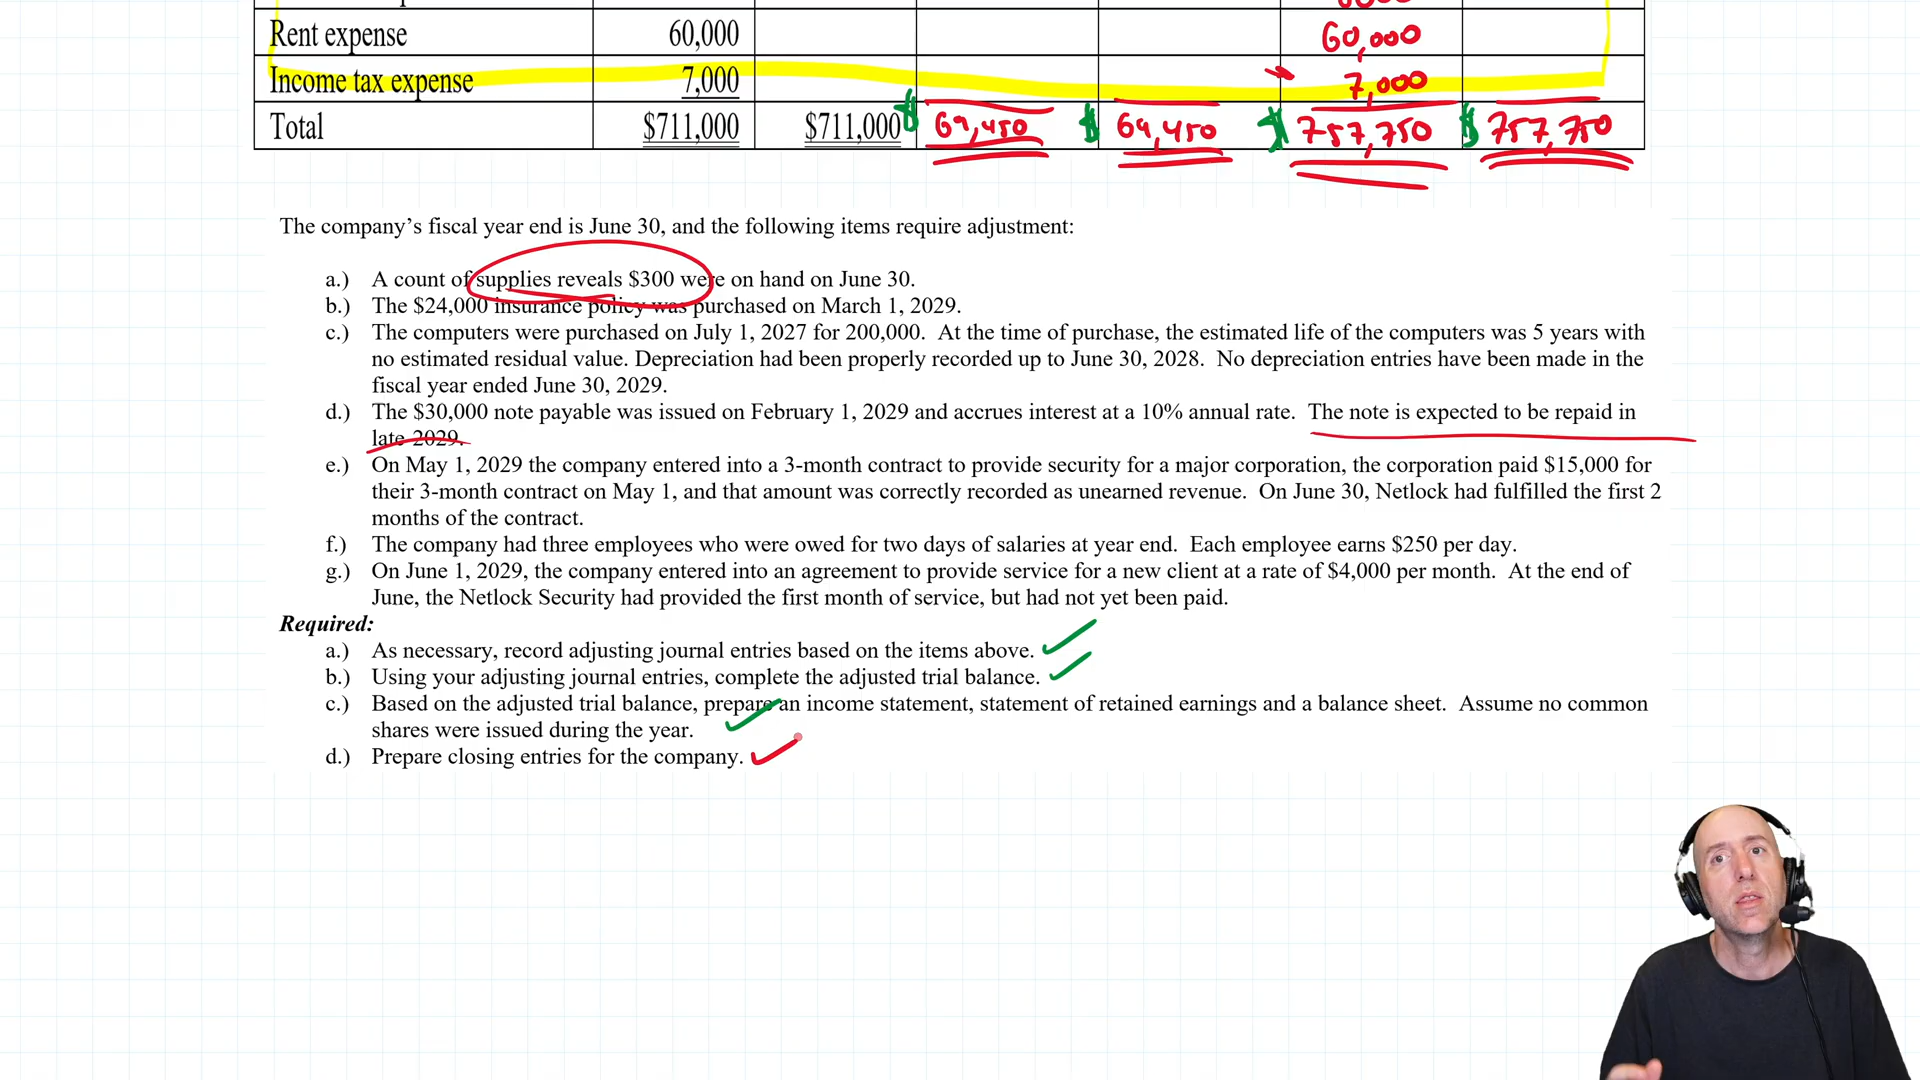 6000
Rent expense 60,000 60,000
Income tax expense 7,000 7,000
Total $711,000 $711,000 $ 69,450 $ 69,450 $ 757,750 $ 757,750
The company’s fiscal year end is June 30, and the following items require adjustment:
a.) A count of supplies reveals $300 were on hand on June 30.
b.) The $24,000 insurance policy was purchased on March 1, 2029.
c.) The computers were purchased on July 1, 2027 for 200,000. At the time of purchase, the estimated life of the computers was 5 years with
no estimated residual value. Depreciation had been properly recorded up to June 30, 2028. No depreciation entries have been made in the
fiscal year ended June 30, 2029.
d.) The $30,000 note payable was issued on February 1, 2029 and accrues interest at a 10% annual rate. The note is expected to be repaid in
late 2029.
e.) On May 1, 2029 the company entered into a 3-month contract to provide security for a major corporation, the corporation paid $15,000 for
their 3-month contract on May 1, and that amount was correctly recorded as unearned revenue. On June 30, Netlock had fulfilled the first 2
months of the contract.
f.) The company had three employees who were owed for two days of salaries at year end. Each employee earns $250 per day.
g.) On June 1, 2029, the company entered into an agreement to provide service for a new client at a rate of $4,000 per month. At the end of
June, the Netlock Security had provided the first month of service, but had not yet been paid.
Required:
a.) As necessary, record adjusting journal entries based on the items above.
b.) Using your adjusting journal entries, complete the adjusted trial balance.
c.) Based on the adjusted trial balance, prepare an income statement, statement of retained earnings and a balance sheet. Assume no common
shares were issued during the year.
d.) Prepare closing entries for the company.